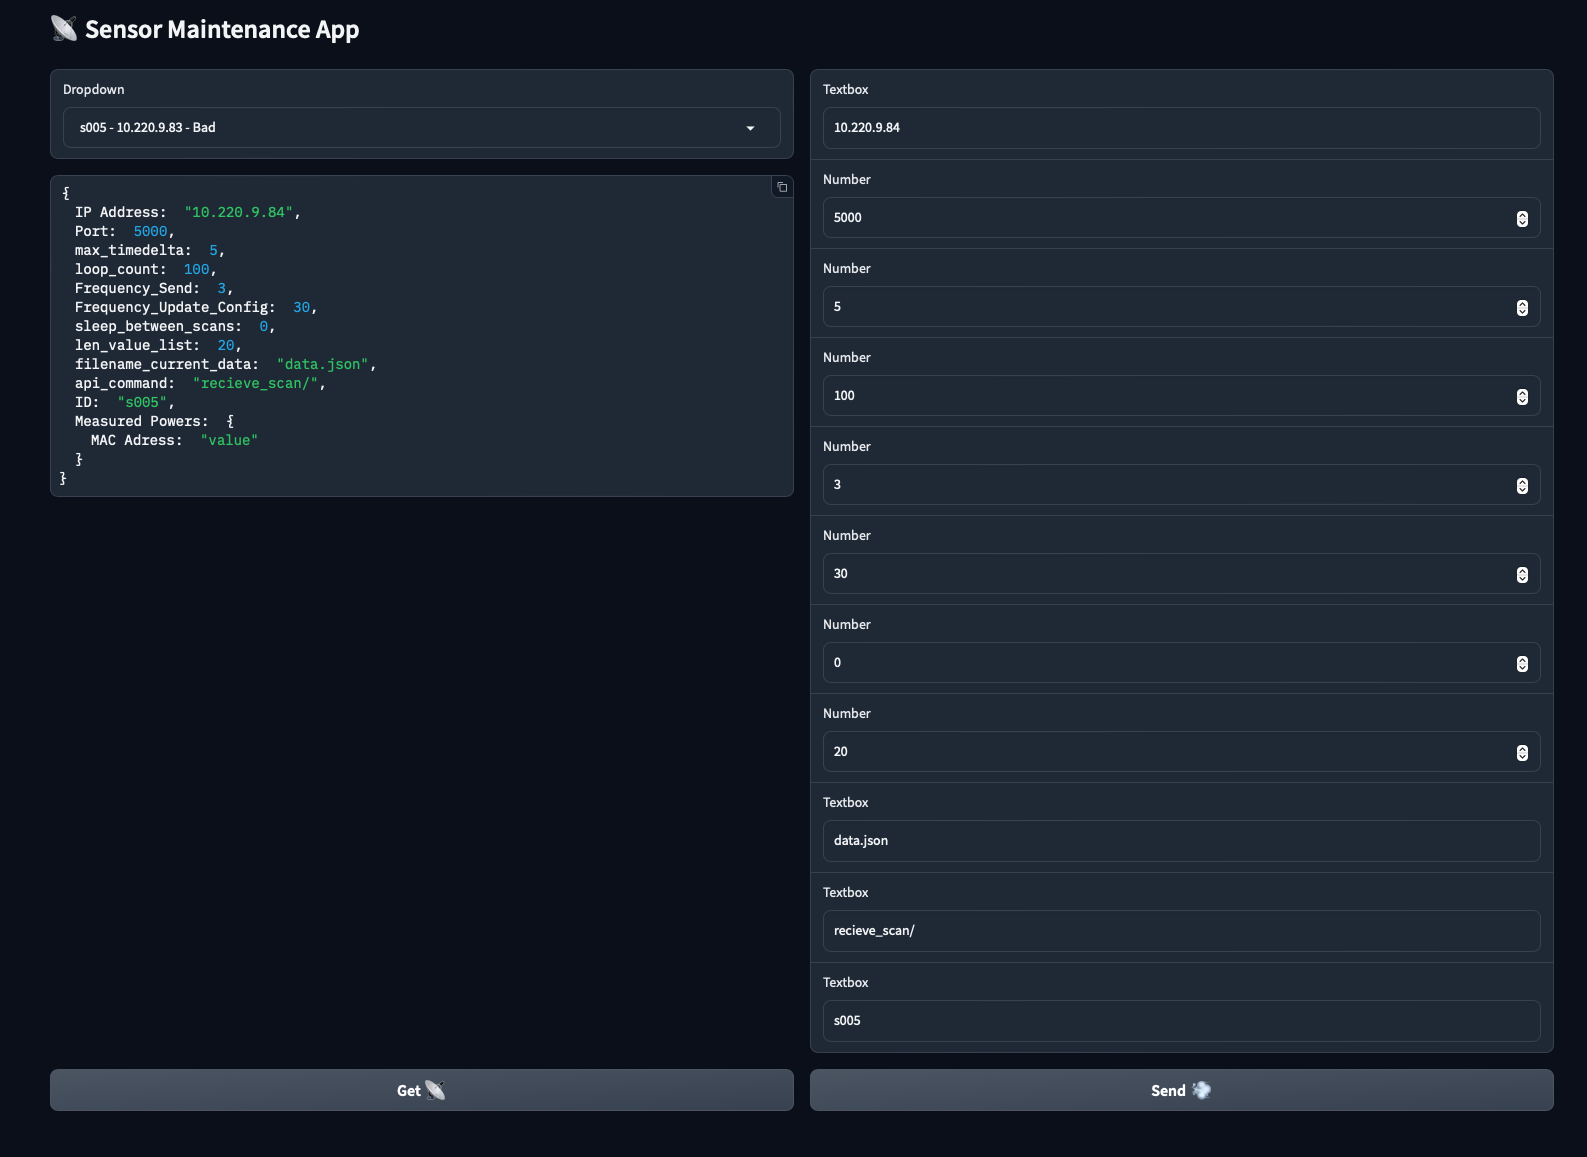 Sensor Maintenance App
Dropdown
s005 - 10.220.9.83 - Bad
{
IP Address: "10.220.9.84",
Port: 5000,
max_timedelta: 5,
loop_count: 100,
Frequency_Send: 3,
Frequency_Update_Config: 30,
sleep_between_scans: 0,
len_value_list: 20,
filename_current_data: "data.json",
api_command: "recieve_scan/",
ID: "s005",
Measured Powers: {
MAC Adress: "value"
}
}
Get
Textbox
10.220.9.84
Number
5000
Number
5
Number
100
Number
3
Number
30
Number
0
Number
20
Textbox
data.json
Textbox
recieve_scan/
Textbox
s005
Send